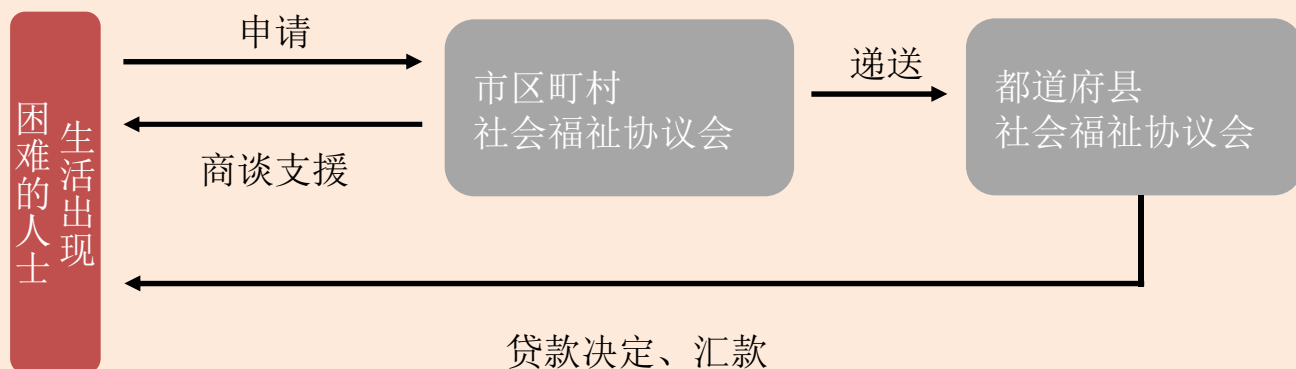 生活出现
困难的人士
申请
商谈支援
市区町村
社会福祉协议会
递送
都道府县
社会福祉协议会
贷款决定、汇款